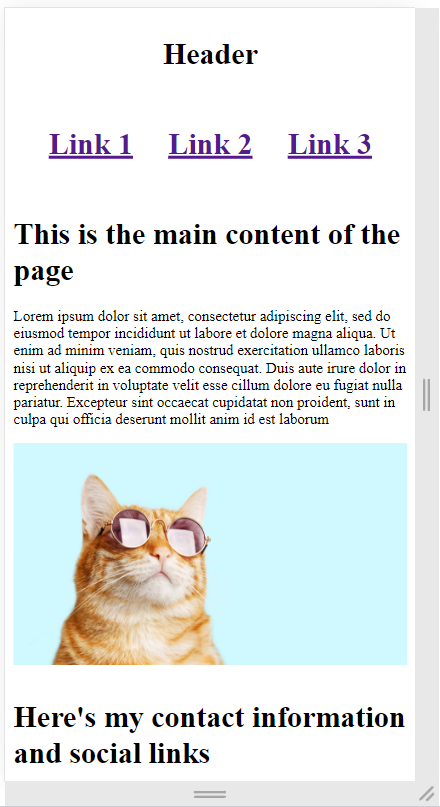 Header
Link 1 Link 2 Link 3
This is the main content of the
page
Lorem ipsum dolor sit amet, consectetur adipiscing elit, sed do
eiusmod tempor incididunt ut labore et dolore magna aliqua. Ut
enim ad minim veniam, quis nostrud exercitation ullamco laboris
nisi ut aliquip ex ea commodo consequat. Duis aute irure dolor in
reprehenderit in voluptate velit esse cillum dolore eu fugiat nulla
pariatur. Excepteur sint occaecat cupidatat non proident, sunt in
culpa qui officia deserunt mollit anim id est laborum
Here's my contact information
and social links